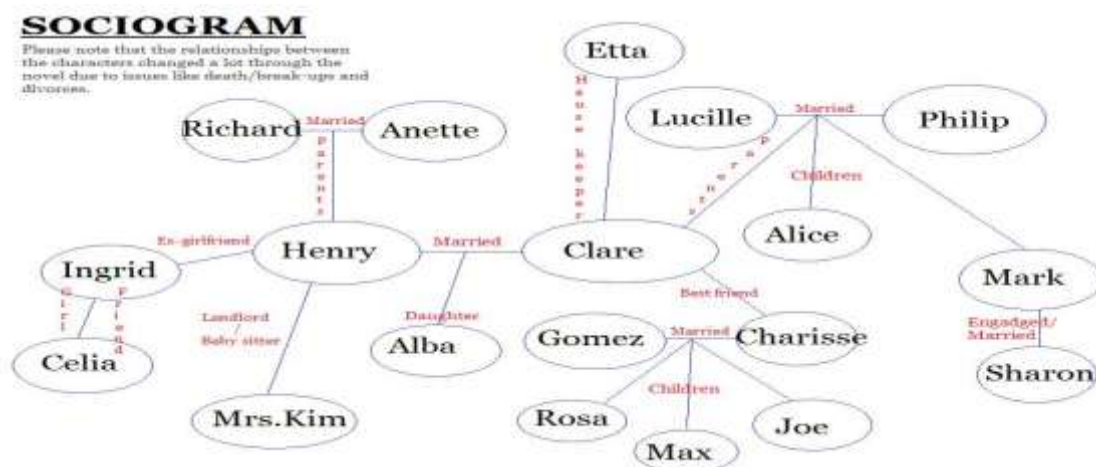 SOCIOGRAM
Please note that the relationships between
the characters changed a lot through the
novel due to issues like death/break-ups and
divorces.
Etta
House keeper
Richard
Married
Anette
parents
Lucille
Married
Philip
parents
Children
Alice
Ex-girlfriend
Henry
Married
Clare
Ingrid
Mark
Girl
Friend
Celia
Landlord
/
Baby sitter
Mrs.Kim
Daughter
Alba
Best friend
Gomez
Married
Charisse
Engadged/
Married
Sharon
Children
Rosa
Max
Joe